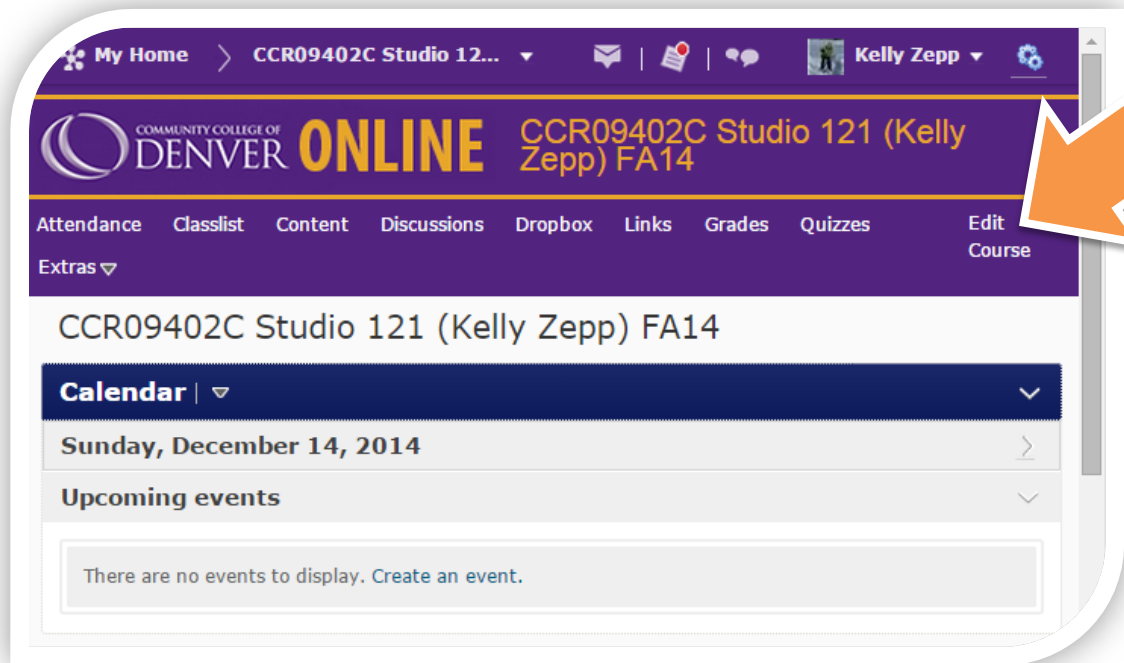 My Home > CCR09402C Studio 12... Kelly Zepp
COMMUNITY COLLEGE OF
DENVER ONLINE
CCR09402C Studio 121 (Kelly
Zepp) FA14
Attendance Classlist Content Discussions Dropbox Links Grades Quizzes
Extras
Edit
Course
CCR09402C Studio 121 (Kelly Zepp) FA14
Calendar |
Sunday, December 14, 2014
Upcoming events
There are no events to display. Create an event.